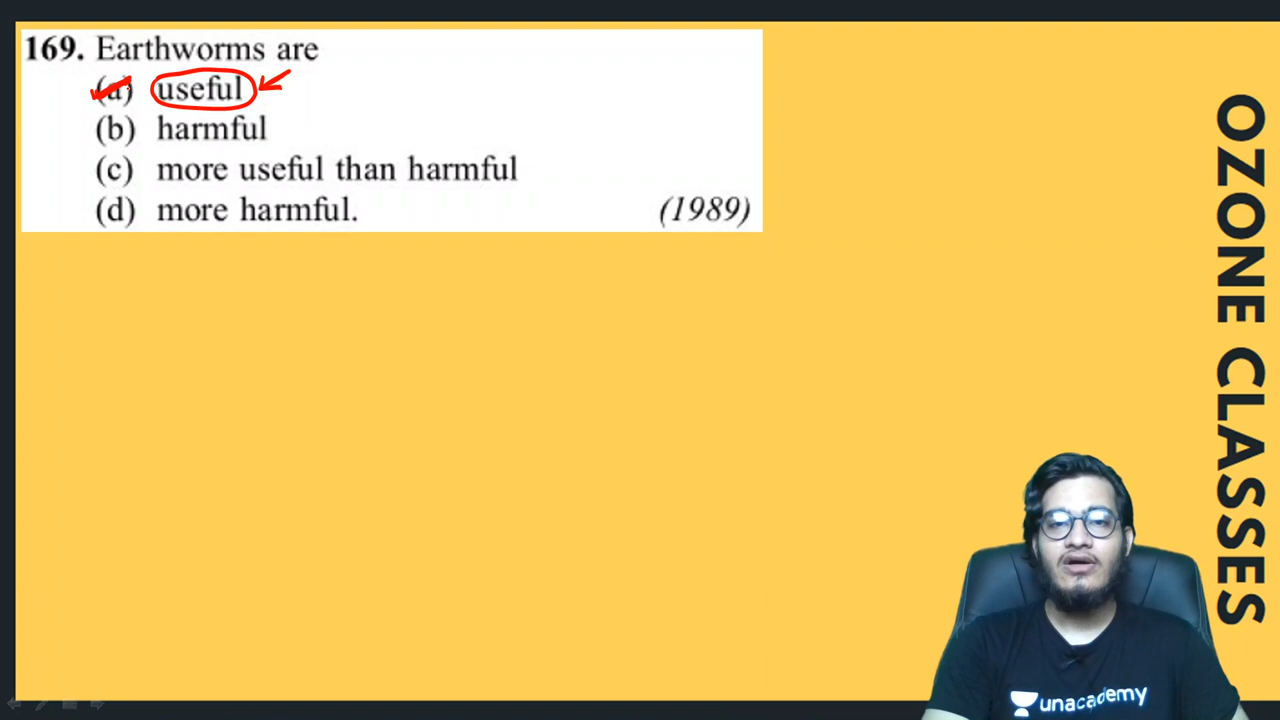 169. Earthworms are
(a) useful
(b) harmful
(c) more useful than harmful
(d) more harmful. (1989)
OZONE CLASSES
unacademy